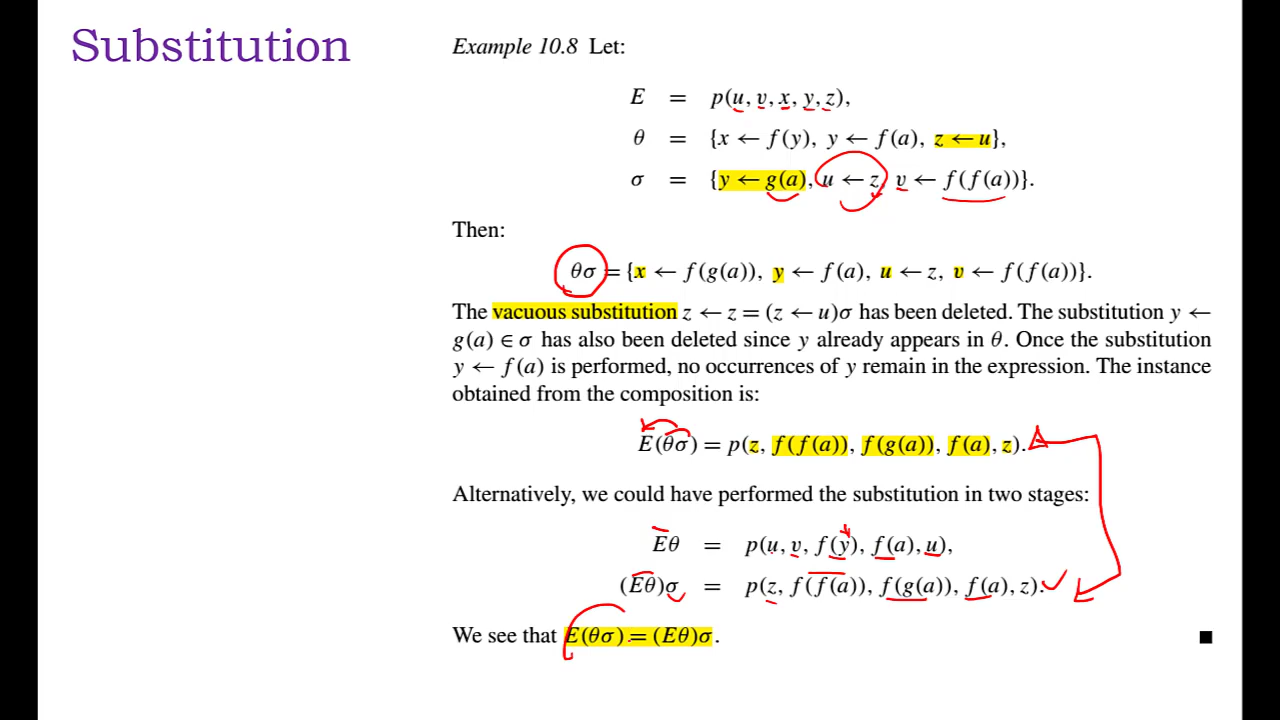 Substitution
Example 10.8 Let:
E = p(u, v, x, y, z),
θ = {x ← f(y), y ← f(a), z ← u},
σ = {y ← g(a), u ← z, v ← f(f(a))}.
Then:
θσ = {x ← f(g(a)), y ← f(a), u ← z, v ← f(f(a))}.
The vacuous substitution z ← z = (z ← u)σ has been deleted. The substitution y ←
g(a) ∈ σ has also been deleted since y already appears in θ. Once the substitution
y ← f(a) is performed, no occurrences of y remain in the expression. The instance
obtained from the composition is:
E(θσ) = p(z, f(f(a)), f(g(a)), f(a), z).
Alternatively, we could have performed the substitution in two stages:
Eθ = p(u, v, f(y), f(a), u),
(Eθ)σ = p(z, f(f(a)), f(g(a)), f(a), z).
We see that E(θσ) = (Eθ)σ.